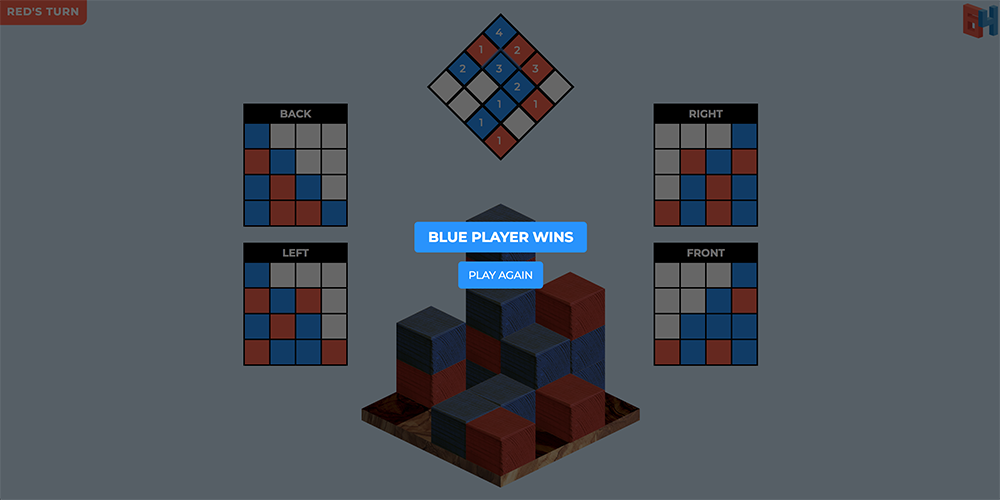 RED'S TURN
64
4
1 2
2 3 3
2
1 1
1
1
BACK
RIGHT
BLUE PLAYER WINS
LEFT
FRONT
PLAY AGAIN